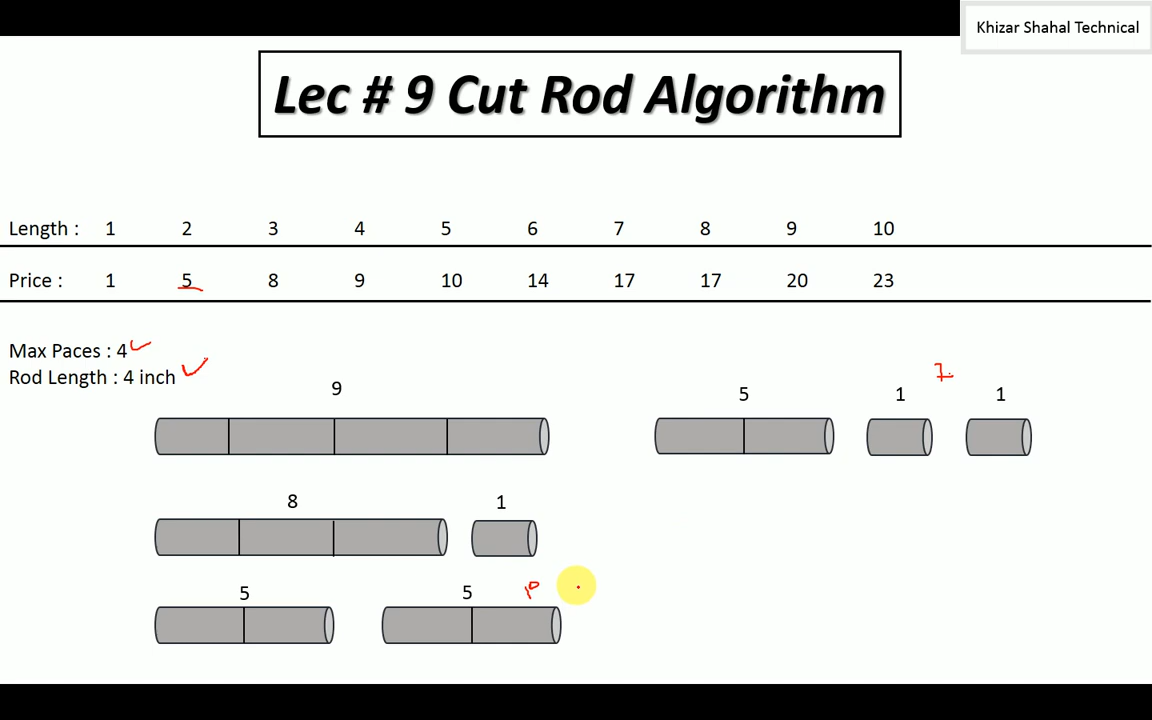 Khizar Shahal Technical
Lec # 9 Cut Rod Algorithm
Length : 1 2 3 4 5 6 7 8 9 10
Price : 1 5 8 9 10 14 17 17 20 23
Max Paces : 4
Rod Length : 4 inch
9
5 1 7 1
8 1
5 5 10